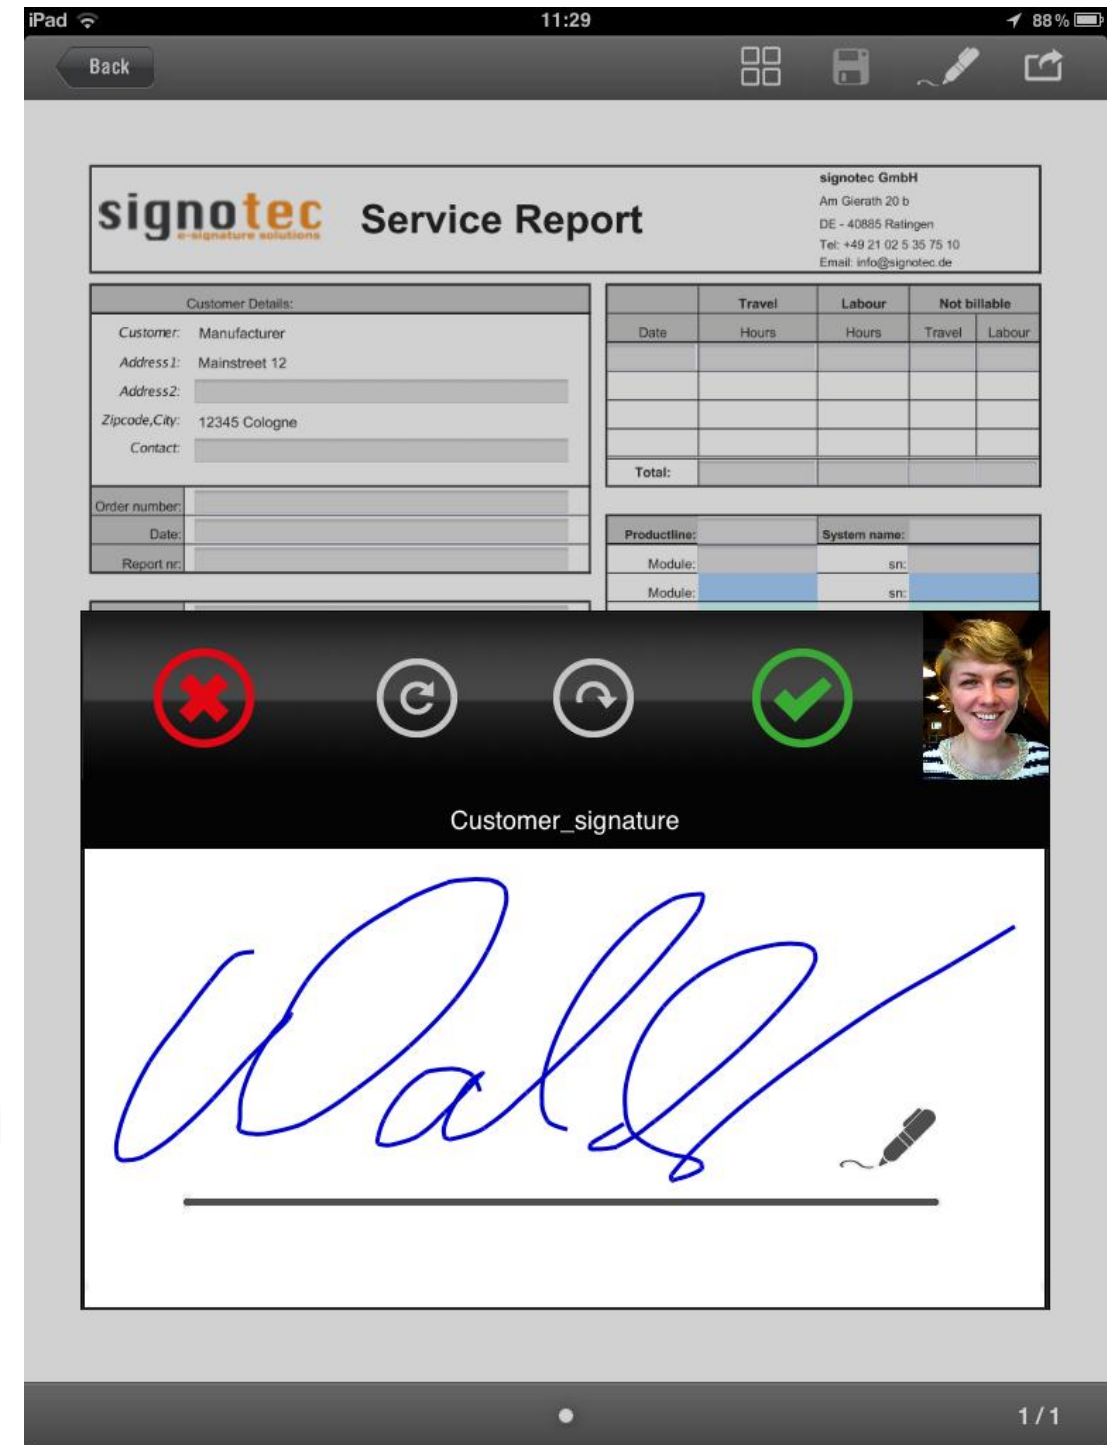 iPad 11:29 88%
Back
signotec
e-signature solutions
Service Report
signotec GmbH
Am Gierath 20 b
DE - 40885 Ratingen
Tel: +49 21 02 5 35 75 10
Email: info@signotec.de
Customer Details:
Customer: Manufacturer
Address1: Mainstreet 12
Address2:
Zipcode,City: 12345 Cologne
Contact:
Order number:
Date:
Report nr:
Travel Labour Not billable
Date Hours Hours Travel Labour
Total:
Productline: System name:
Module: sn:
Module: sn:
Customer_signature
1/1